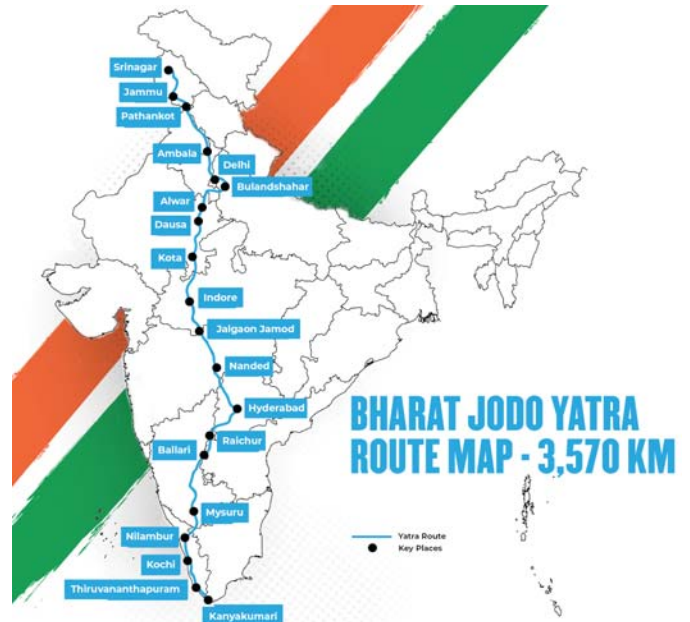 Srinagar
Jammu
Pathankot
Ambala
Delhi
Bulandshahar
Alwar
Dausa
Kota
Indore
Jalgaon Jamod
Nanded
Hyderabad
BHARAT JODO YATRA
ROUTE MAP - 3,570 KM
Raichur
Ballari
Mysuru
Yatra Route
Key Places
Nilambur
Kochi
Thiruvananthapuram
Kanyakumari